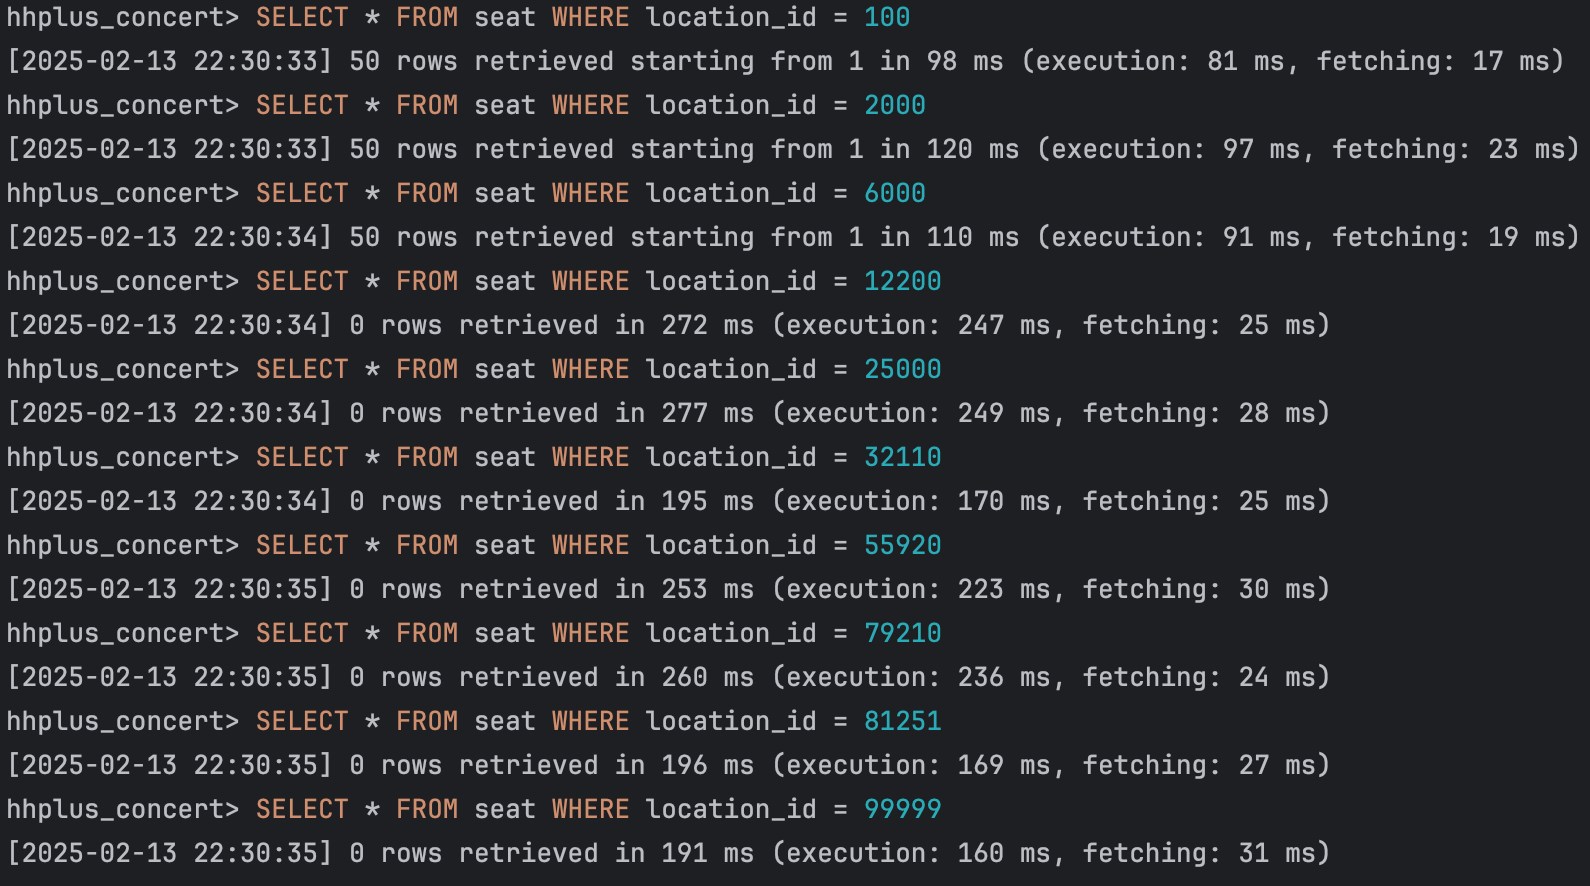 hhplus_concert> SELECT * FROM seat WHERE location_id = 100
[2025-02-13 22:30:33] 50 rows retrieved starting from 1 in 98 ms (execution: 81 ms, fetching: 17 ms)
hhplus_concert> SELECT * FROM seat WHERE location_id = 2000
[2025-02-13 22:30:33] 50 rows retrieved starting from 1 in 120 ms (execution: 97 ms, fetching: 23 ms)
hhplus_concert> SELECT * FROM seat WHERE location_id = 6000
[2025-02-13 22:30:34] 50 rows retrieved starting from 1 in 110 ms (execution: 91 ms, fetching: 19 ms)
hhplus_concert> SELECT * FROM seat WHERE location_id = 12200
[2025-02-13 22:30:34] 0 rows retrieved in 272 ms (execution: 247 ms, fetching: 25 ms)
hhplus_concert> SELECT * FROM seat WHERE location_id = 25000
[2025-02-13 22:30:34] 0 rows retrieved in 277 ms (execution: 249 ms, fetching: 28 ms)
hhplus_concert> SELECT * FROM seat WHERE location_id = 32110
[2025-02-13 22:30:34] 0 rows retrieved in 195 ms (execution: 170 ms, fetching: 25 ms)
hhplus_concert> SELECT * FROM seat WHERE location_id = 55920
[2025-02-13 22:30:35] 0 rows retrieved in 253 ms (execution: 223 ms, fetching: 30 ms)
hhplus_concert> SELECT * FROM seat WHERE location_id = 79210
[2025-02-13 22:30:35] 0 rows retrieved in 260 ms (execution: 236 ms, fetching: 24 ms)
hhplus_concert> SELECT * FROM seat WHERE location_id = 81251
[2025-02-13 22:30:35] 0 rows retrieved in 196 ms (execution: 169 ms, fetching: 27 ms)
hhplus_concert> SELECT * FROM seat WHERE location_id = 99999
[2025-02-13 22:30:35] 0 rows retrieved in 191 ms (execution: 160 ms, fetching: 31 ms)